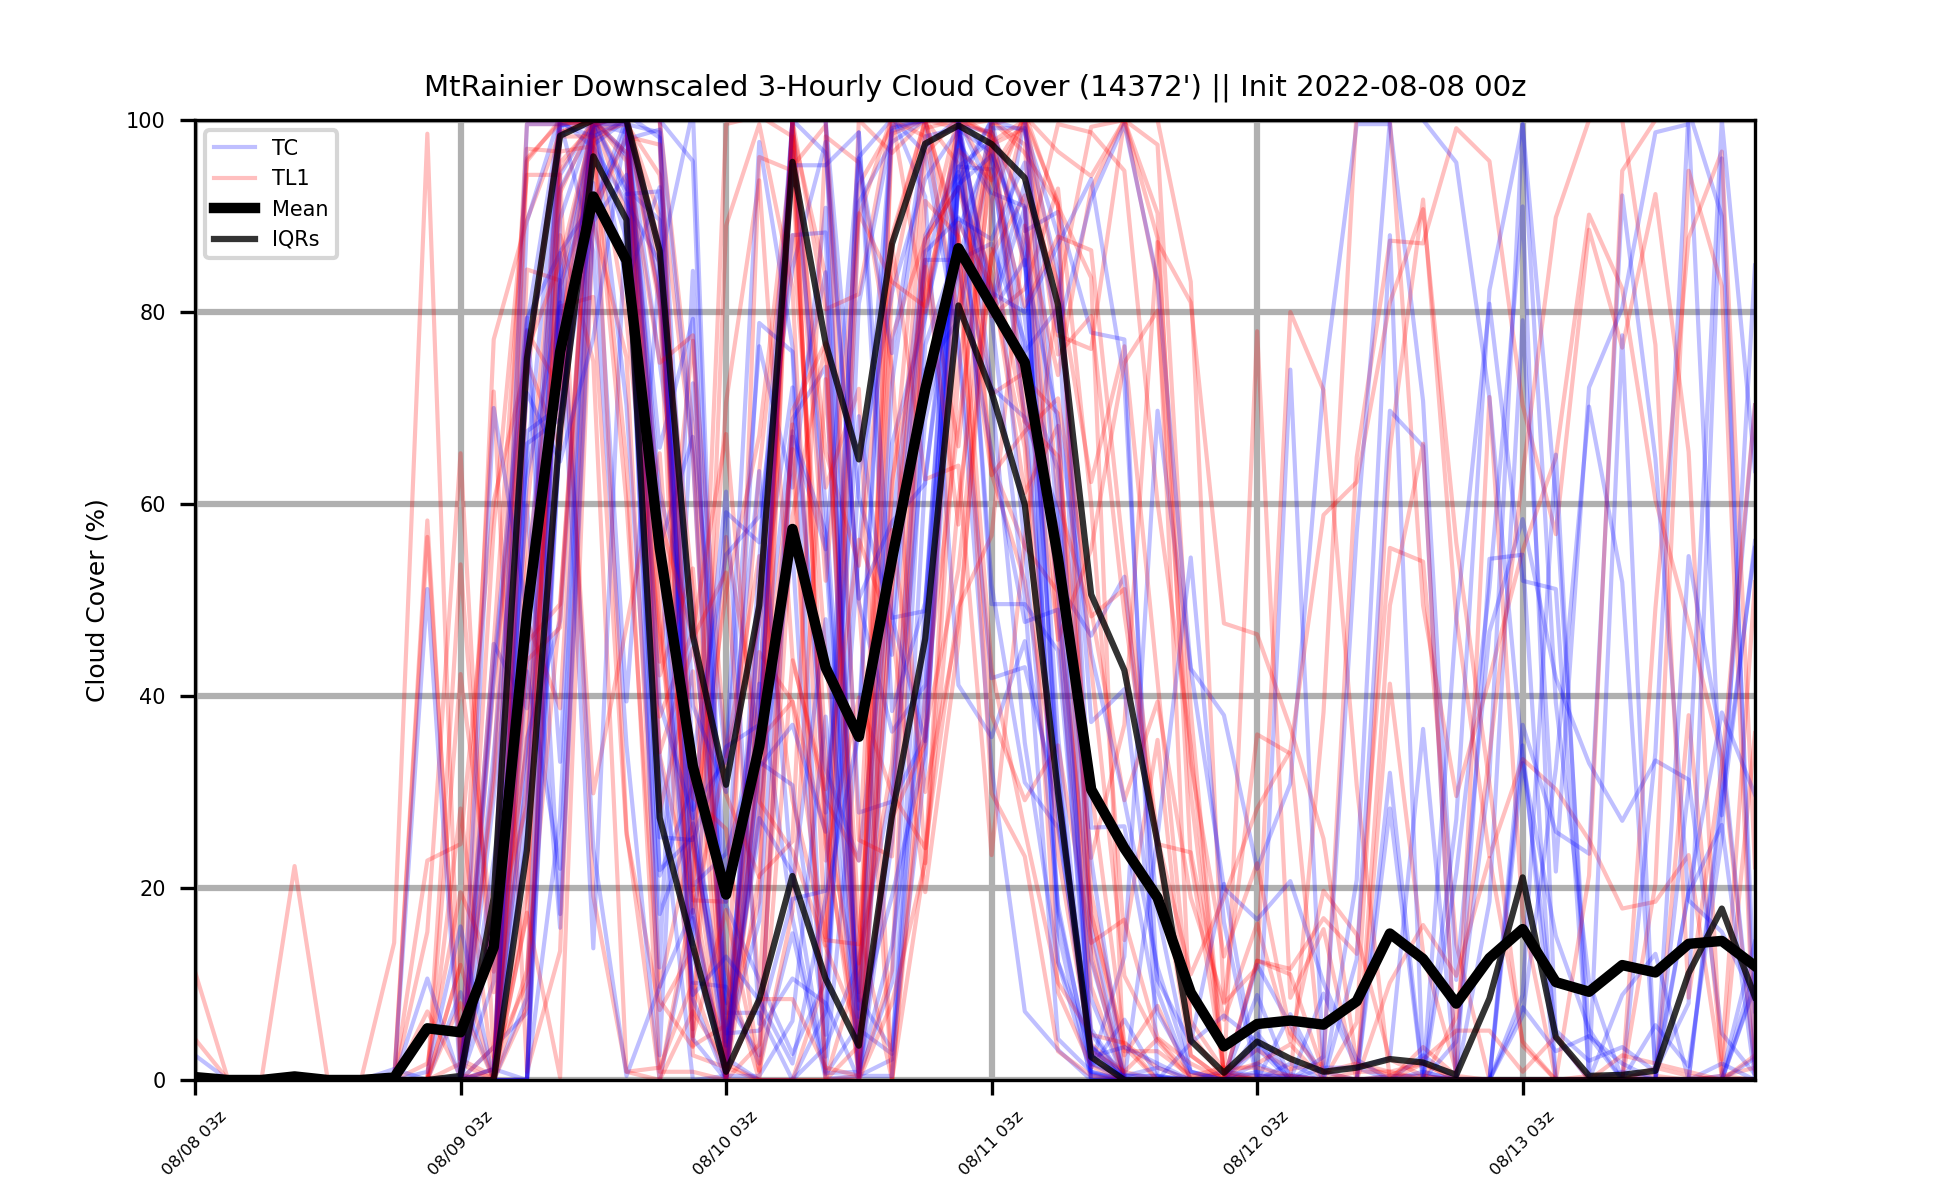 MtRainier Downscaled 3-Hourly Cloud Cover (14372') || Init 2022-08-08 00z
TC
TL1
Mean
IQRs
Cloud Cover (%)
100
80
60
40
20
0
08/08 03z
08/09 03z
08/10 03z
08/11 03z
08/12 03z
08/13 03z